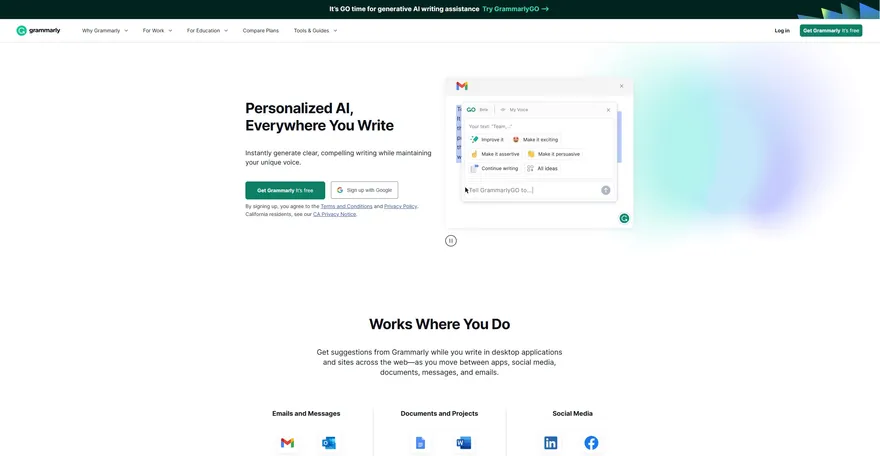 It's GO time for generative AI writing assistance Try GrammarlyGO →
grammarly Why Grammarly For Work For Education Compare Plans Tools & Guides Log in Get Grammarly It's free
Personalized AI,
Everywhere You Write
Instantly generate clear, compelling writing while maintaining
your unique voice.
Get Grammarly It's free Sign up with Google
By signing up, you agree to the Terms and Conditions and Privacy Policy.
California residents, see our CA Privacy Notice.
GO My Voice
Your text: "Team,..."
Improve it Make it exciting
Make it assertive Make it persuasive
Continue writing All ideas
Tell GrammarlyGO to...
Works Where You Do
Get suggestions from Grammarly while you write in desktop applications
and sites across the web—as you move between apps, social media,
documents, messages, and emails.
Emails and Messages Documents and Projects Social Media